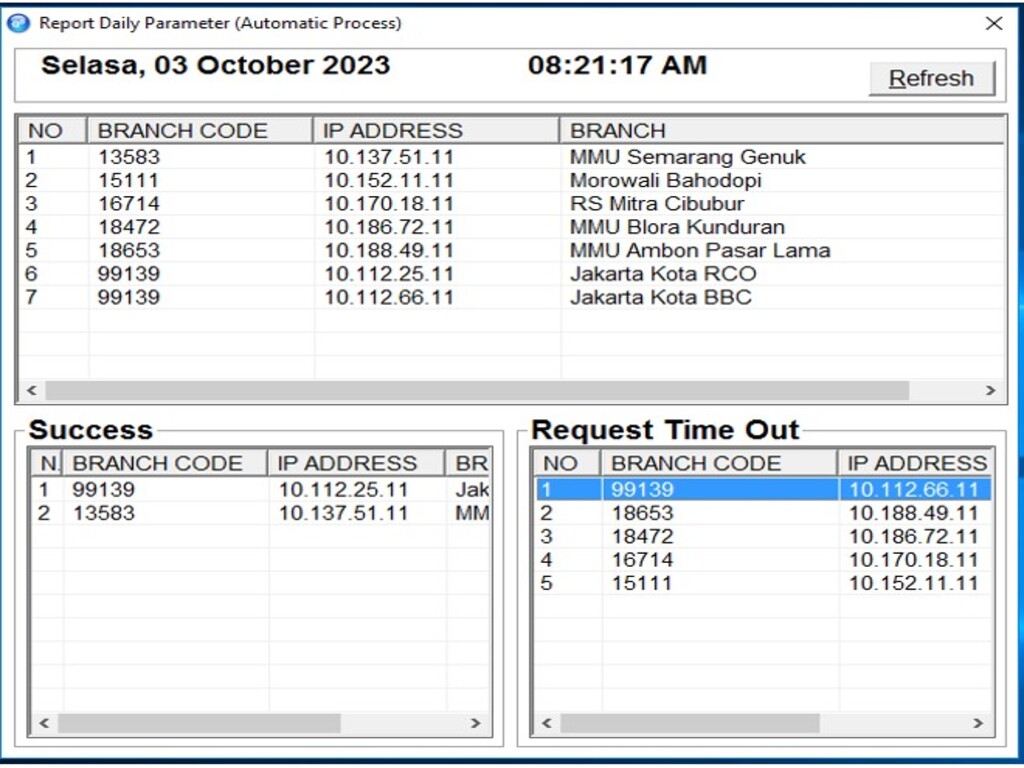 Report Daily Parameter (Automatic Process)
Selasa, 03 October 2023 08:21:17 AM
Refresh
NO BRANCH CODE IP ADDRESS BRANCH
1 13583 10.137.51.11 MMU Semarang Genuk
2 15111 10.152.11.11 Morowali Bahodopi
3 16714 10.170.18.11 RS Mitra Cibubur
4 18472 10.186.72.11 MMU Blora Kunduran
5 18653 10.188.49.11 MMU Ambon Pasar Lama
6 99139 10.112.25.11 Jakarta Kota RCO
7 99139 10.112.66.11 Jakarta Kota BBC
Success
N. BRANCH CODE IP ADDRESS BR
1 99139 10.112.25.11 Jak
2 13583 10.137.51.11 MM
Request Time Out
NO BRANCH CODE IP ADDRESS
1 99139 10.112.66.11
2 18653 10.188.49.11
3 18472 10.186.72.11
4 16714 10.170.18.11
5 15111 10.152.11.11